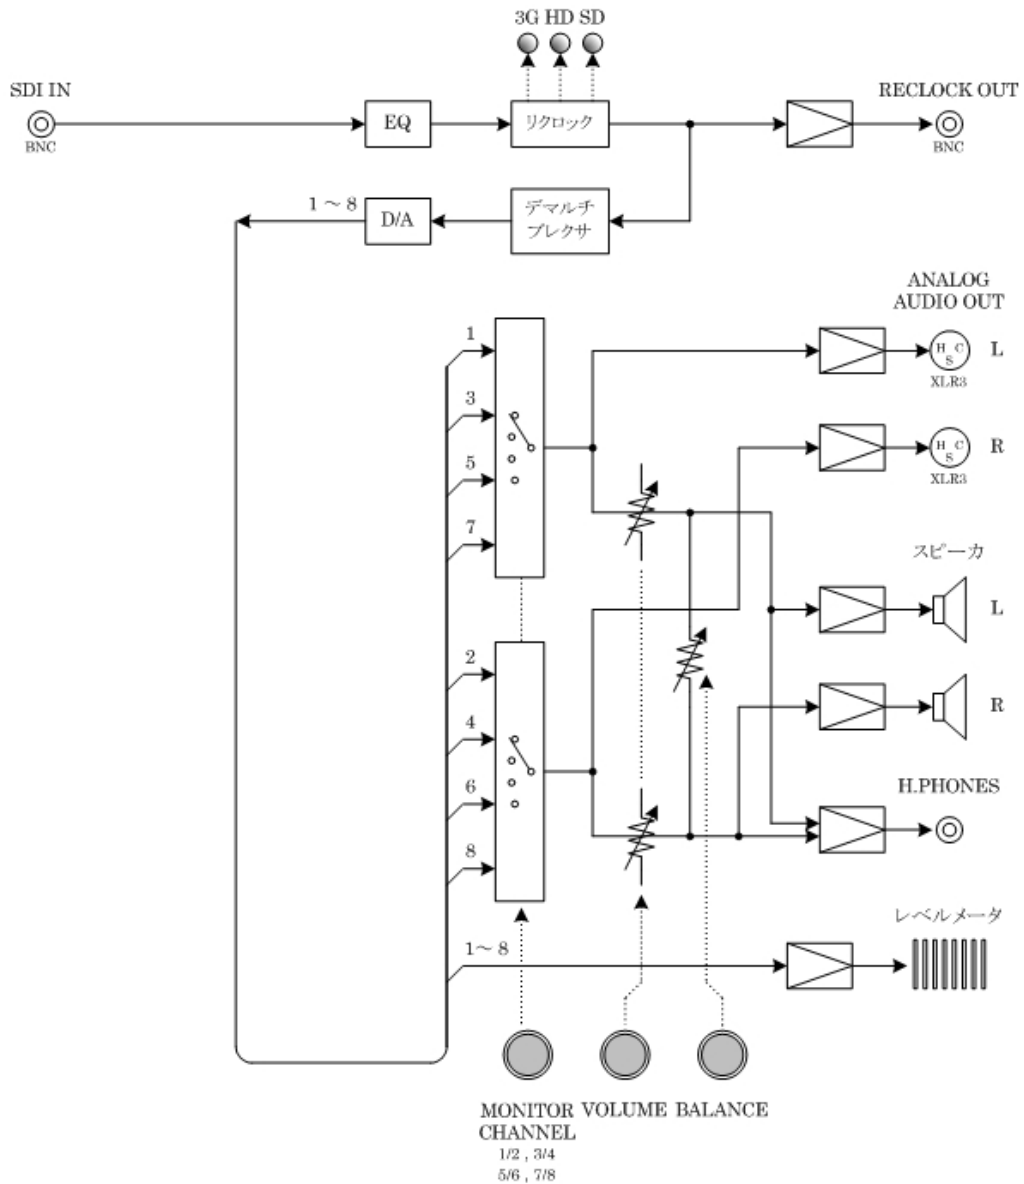 3G HD SD
SDI IN
BNC
EQ
リクロック
RECLOCK OUT
BNC
1～8
D/A
デマルチ
プレクサ
ANALOG
AUDIO OUT
1
H C
S
L
XLR3
3
H C
S
R
XLR3
5
7
スピーカ
L
2
R
4
6
H.PHONES
8
レベルメータ
1～8
MONITOR
CHANNEL
1/2 , 3/4
5/6 , 7/8
VOLUME
BALANCE